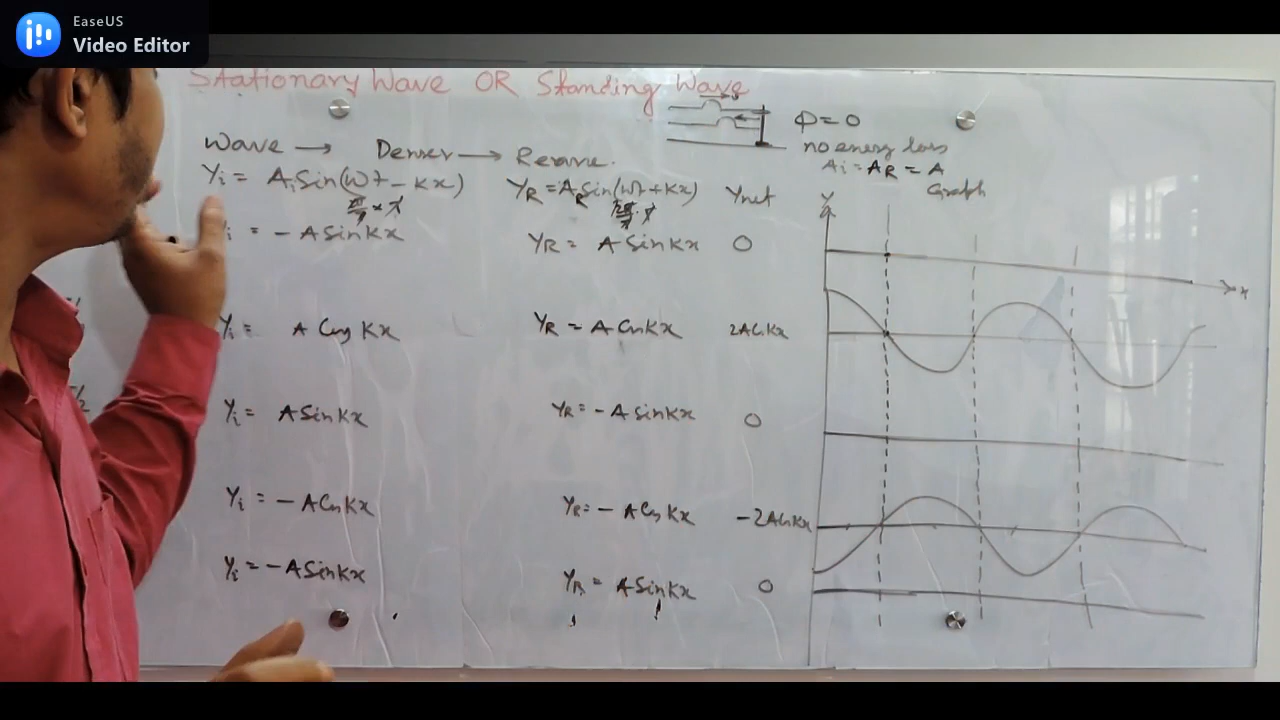 EaseUS
Video Editor
Stationary Wave OR Standing Wave
Φ = 0
no energy loss
Wave → Denser → Rerare.
Ai = AR = A
Graph
Yi = Ai Sin(ωt - Kx) YR = AR Sin(ωt + Kx) Ynet Y
= - A Sin Kx YR = A Sin Kx 0
x
Yi = A Cos Kx YR = A Cos Kx 2A Cos Kx
Yi = A Sin Kx YR = - A Sin Kx 0
Yi = - A Cos Kx YR = - A Cos Kx - 2A Cos Kx
Yi = - A Sin Kx YR = A Sin Kx 0